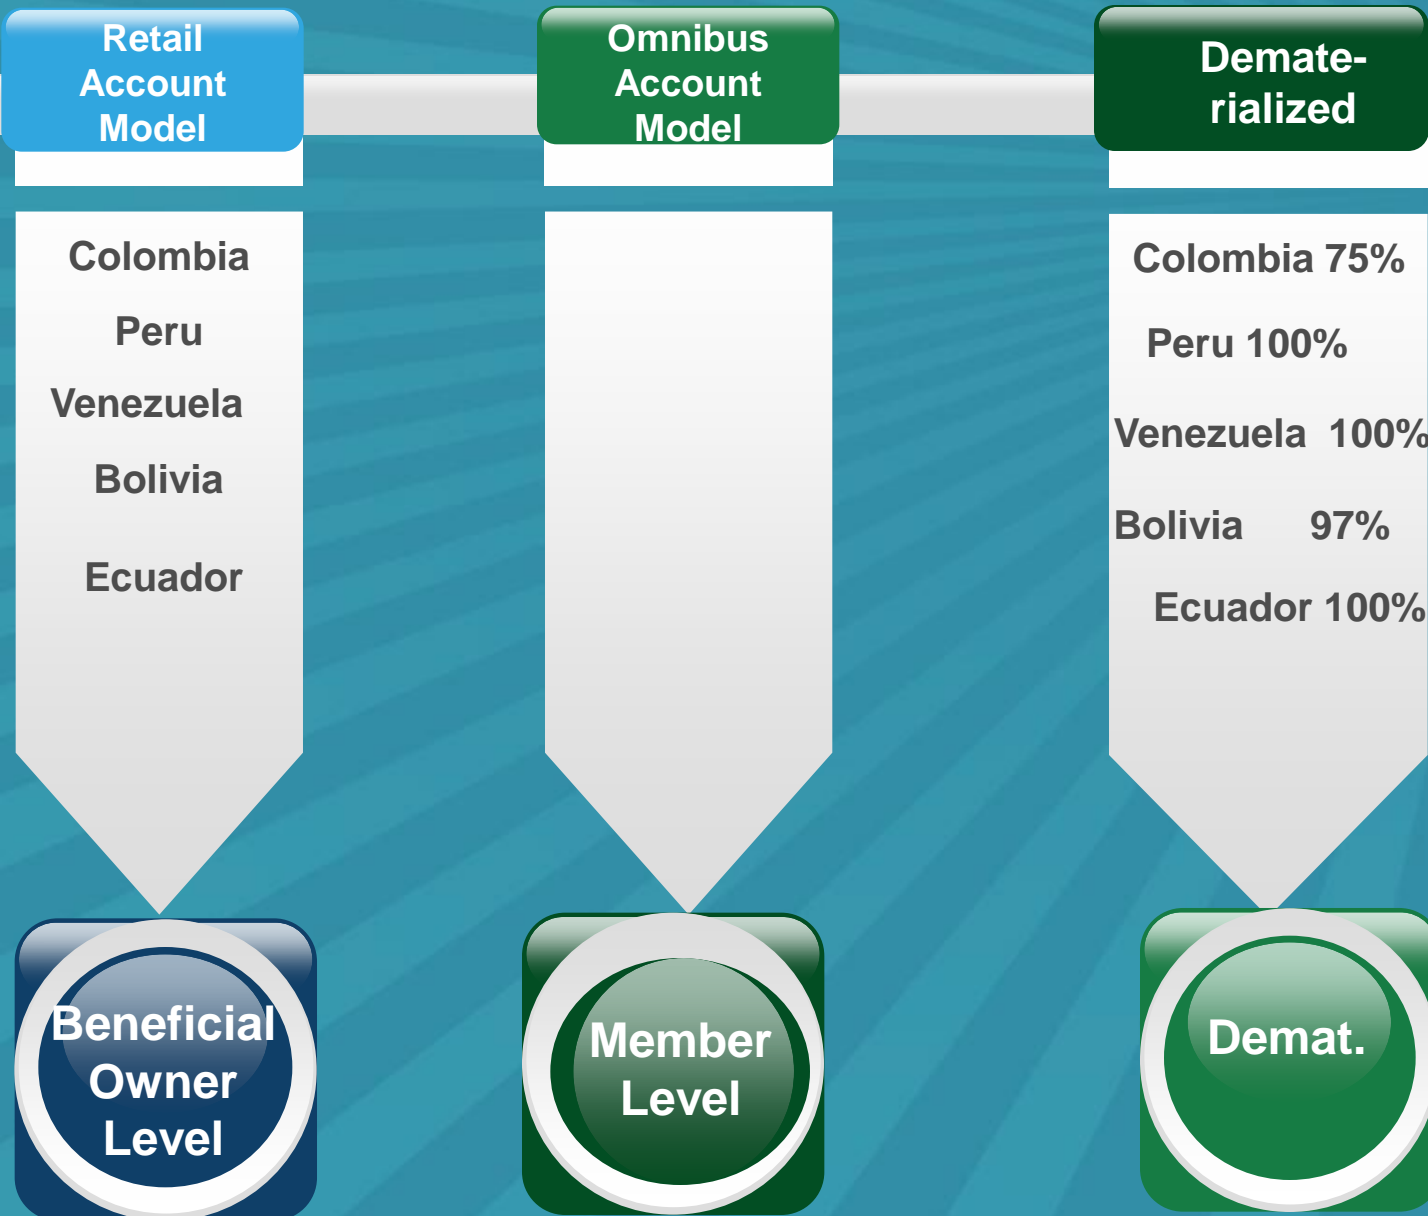 Retail
Account
Model
Omnibus
Account
Model
Demate-
rialized
Colombia
Peru
Venezuela
Bolivia
Ecuador
Colombia 75%
Peru 100%
Venezuela 100%
Bolivia 97%
Ecuador 100%
Beneficial
Owner
Level
Member
Level
Demat.